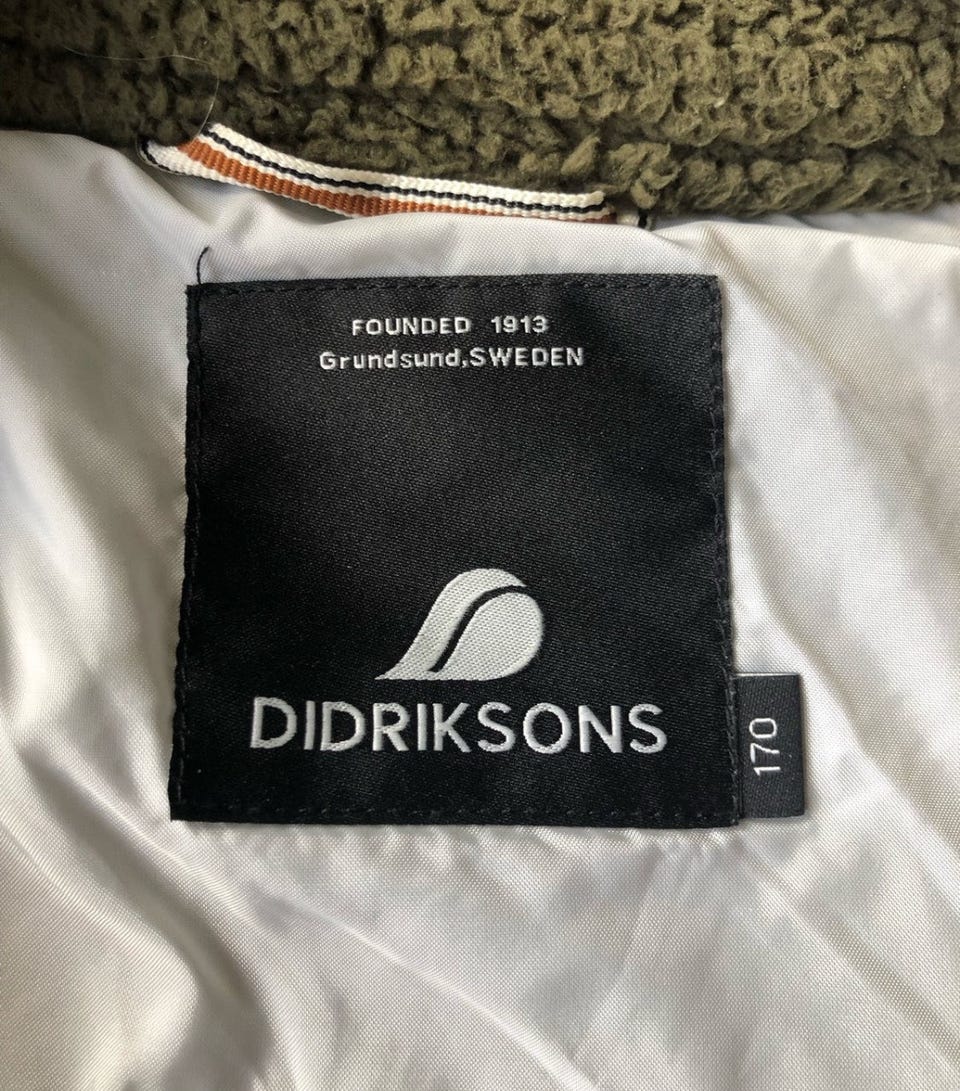 FOUNDED 1913
Grundsund,SWEDEN
DIDRIKSONS
170